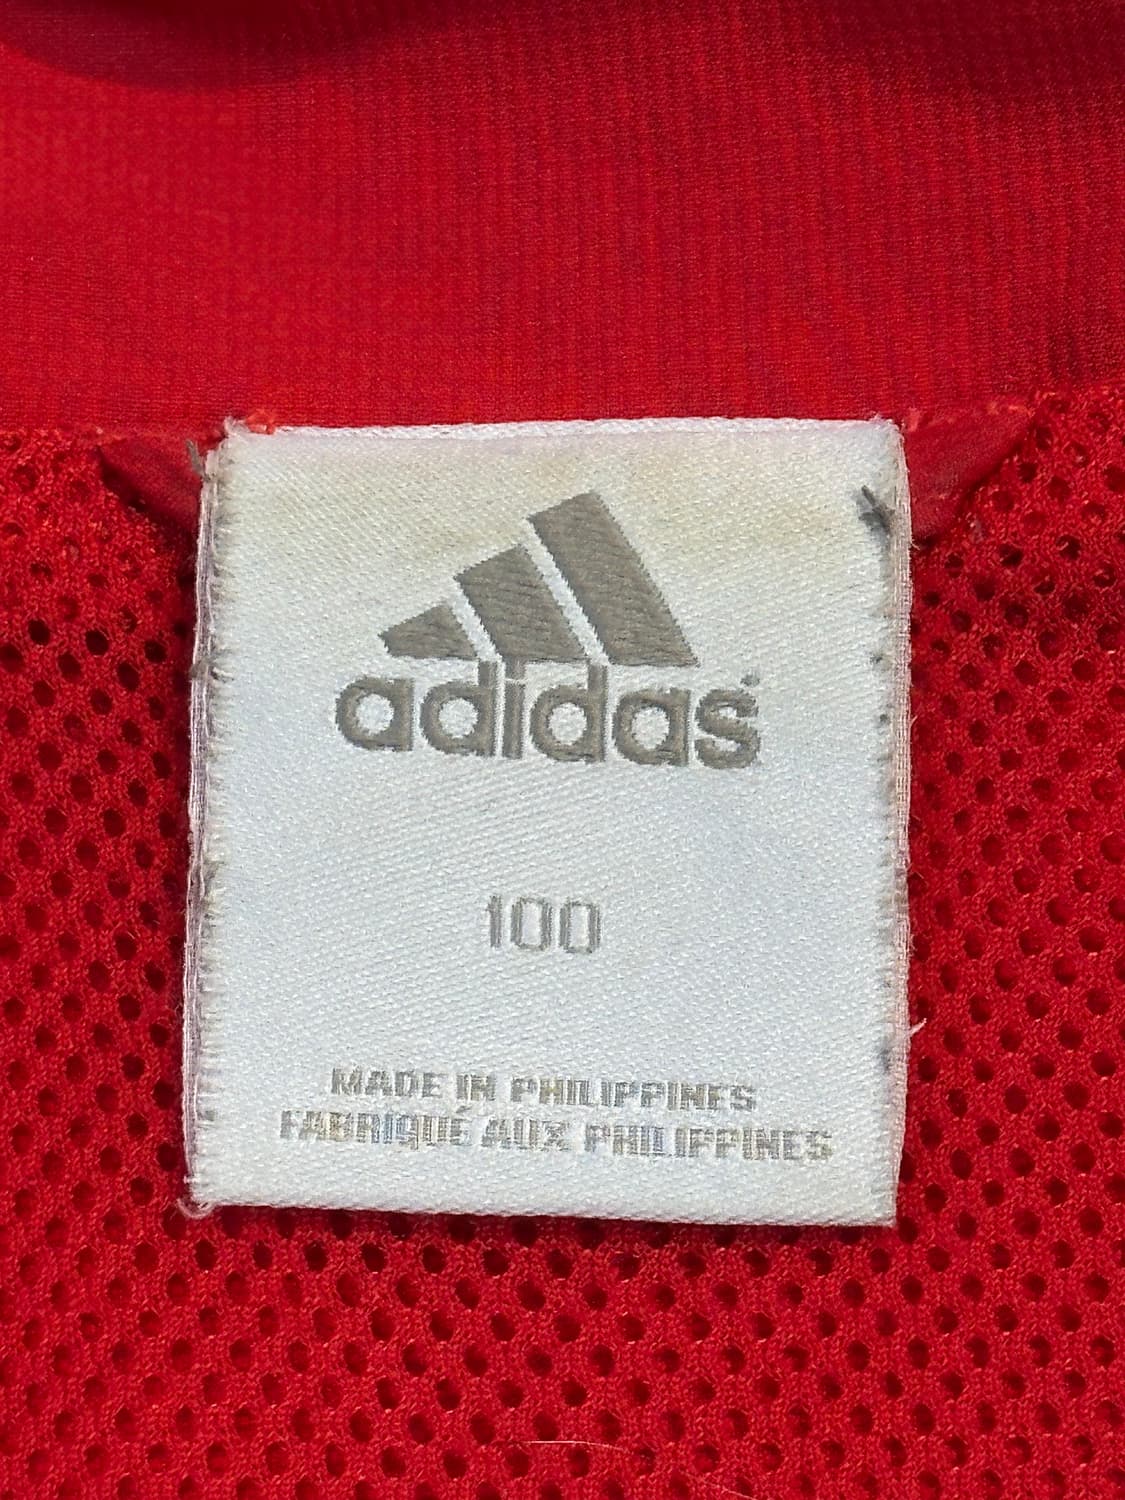 adidas
100
MADE IN PHILIPPINES
FABRIQUÉ AUX PHILIPPINES